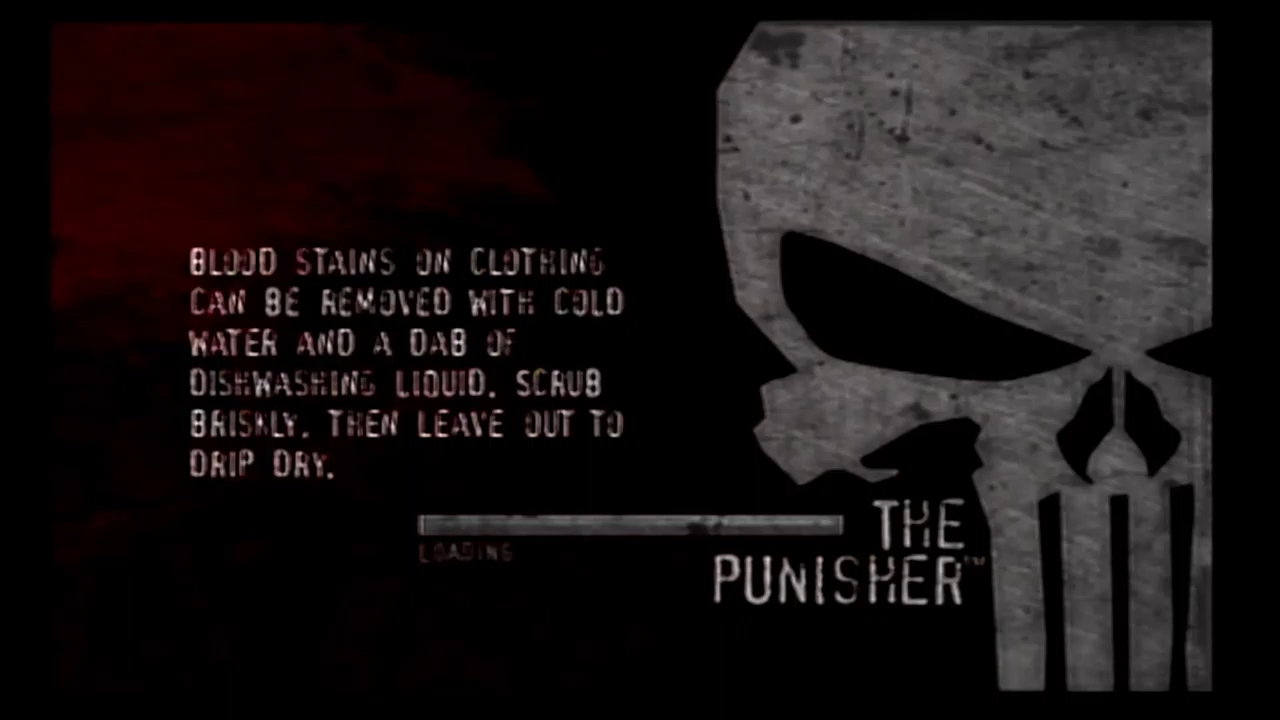 BLOOD STAINS ON CLOTHING
CAN BE REMOVED WITH COLD
WATER AND A DAB OF
DISHWASHING LIQUID. SCRUB
BRISKLY. THEN LEAVE OUT TO
DRIP DRY.
LOADING
THE
PUNISHER™